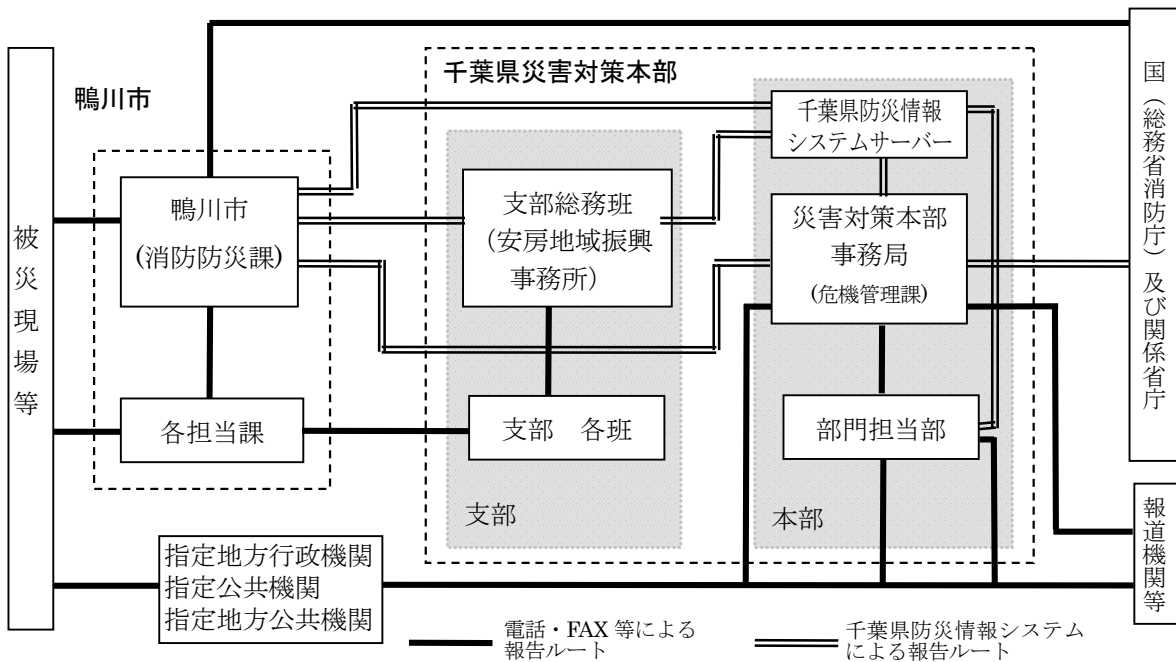 千葉県災害対策本部
鴨川市
被災現場等
鴨川市
(消防防災課)
各担当課
支部総務班
(安房地域振興
事務所)
支部　各班
支部
千葉県防災情報
システムサーバー
災害対策本部
事務局
(危機管理課)
部門担当部
本部
国(総務省消防庁)及び関係省庁
報道機関等
指定地方行政機関
指定公共機関
指定地方公共機関
電話・FAX 等による
報告ルート
千葉県防災情報システム
による報告ルート